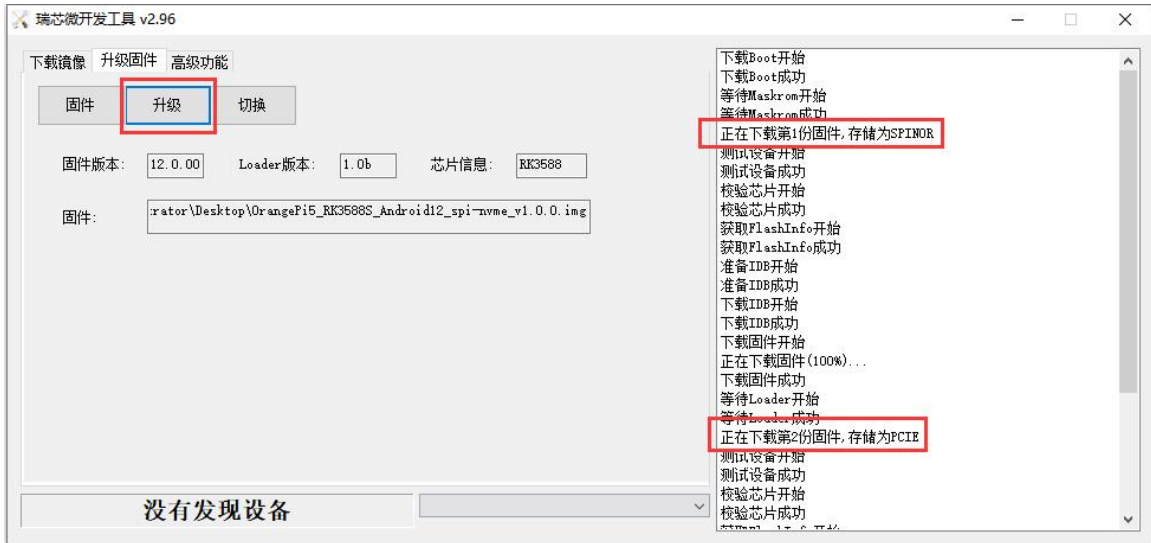 瑞芯微开发工具 v2.96
下载镜像 升级固件 高级功能
固件 升级 切换
固件版本: 12.0.00 Loader版本: 1.0b 芯片信息: RK3588
固件: :rator\Desktop\OrangePi5_RK3588S_Android12_spi-nvme_v1.0.0.img
没有发现设备
下载Boot开始
下载Boot成功
等待Maskrom开始
等待Maskrom成功
正在下载第1份固件,存储为SPINOR
测试设备开始
测试设备成功
校验芯片开始
校验芯片成功
获取FlashInfo开始
获取FlashInfo成功
准备IDB开始
准备IDB成功
下载IDB开始
下载IDB成功
下载固件开始
正在下载固件(100%)...
下载固件成功
等待Loader开始
等待Loader成功
正在下载第2份固件,存储为PCIE
测试设备开始
测试设备成功
校验芯片开始
校验芯片成功